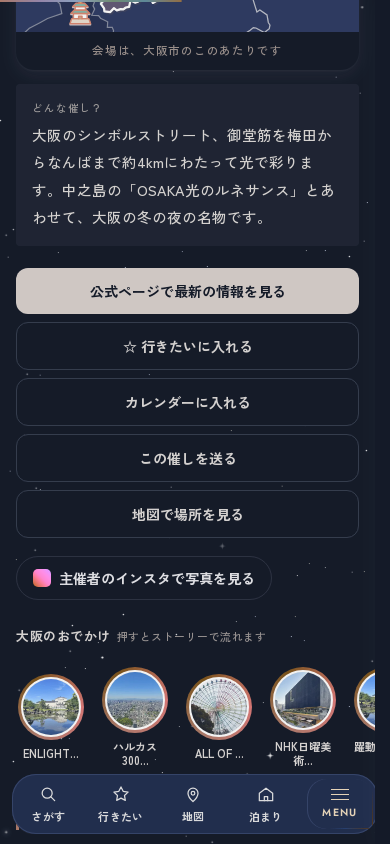 会場は、大阪市のこのあたりです
どんな催し？
大阪のシンボルストリート、御堂筋を梅田か
らなんばまで約4kmにわたって光で彩りま
す。中之島の「OSAKA光のルネサンス」とあ
わせて、大阪の冬の夜の名物です。
公式ページで最新の情報を見る
☆ 行きたいに入れる
カレンダーに入れる
この催しを送る
地図で場所を見る
主催者のインスタで写真を見る
大阪のおでかけ 押すとストーリーで流れます
ENLIGHT...
ハルカス
300...
ALL OF ...
NHK日曜美
術...
躍動
さがす
行きたい
地図
泊まり
MENU